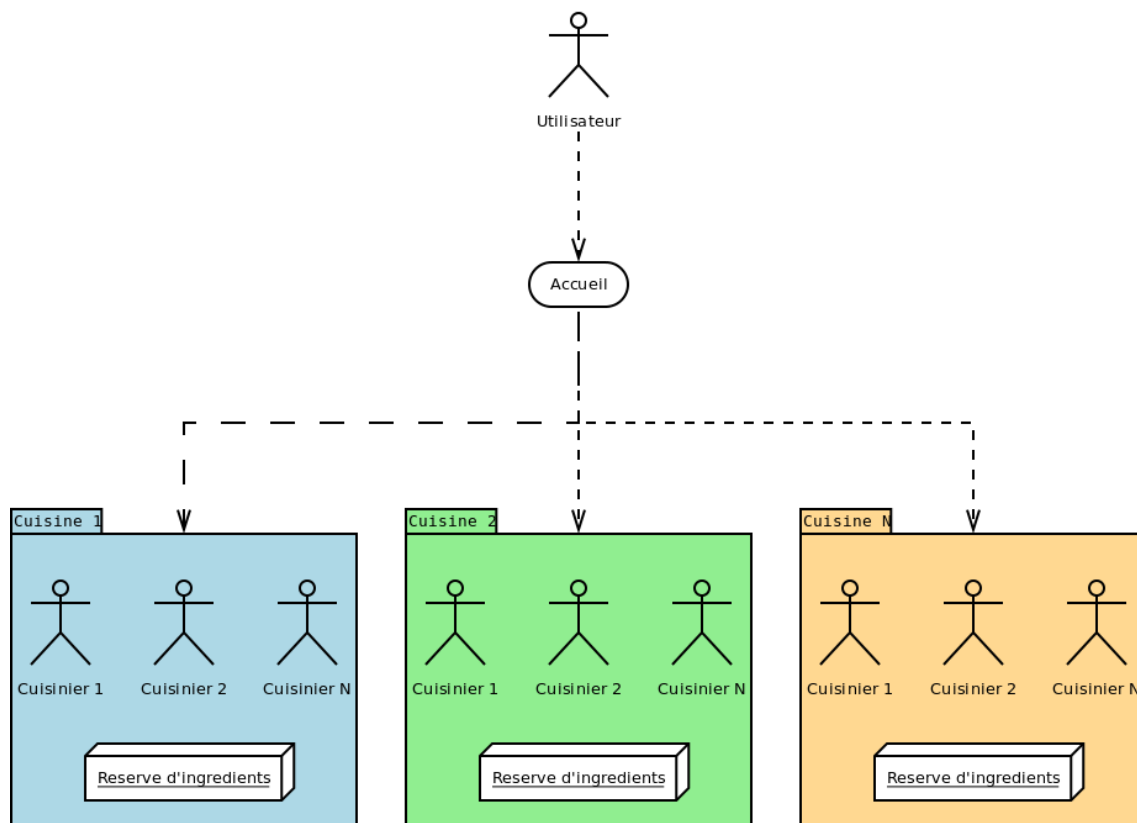 Utilisateur
Accueil
Cuisine 1
Cuisine 2
Cuisine N
Cuisinier 1
Cuisinier 2
Cuisinier N
Cuisinier 1
Cuisinier 2
Cuisinier N
Cuisinier 1
Cuisinier 2
Cuisinier N
Reserve d'ingredients
Reserve d'ingredients
Reserve d'ingredients